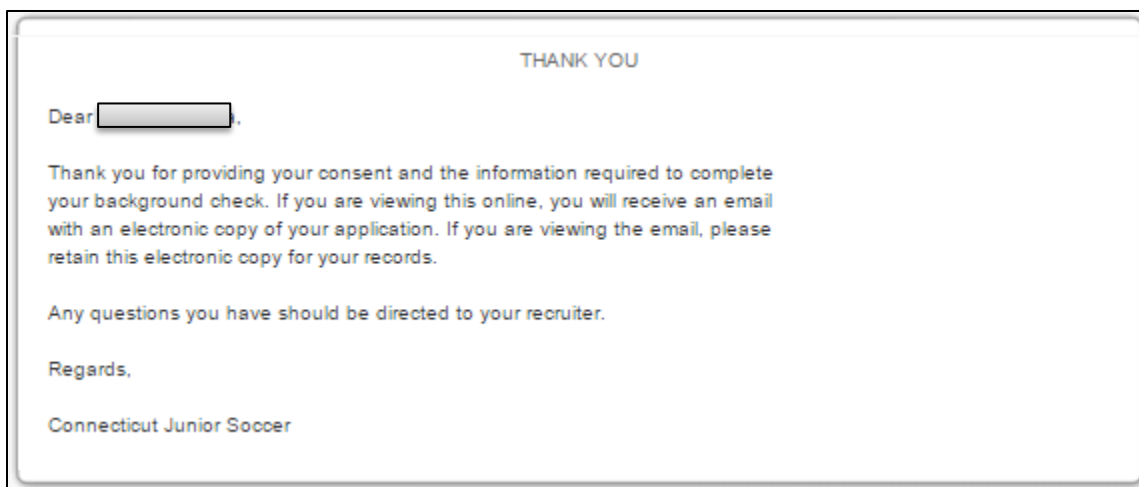 THANK YOU
Dear ,
Thank you for providing your consent and the information required to complete
your background check. If you are viewing this online, you will receive an email
with an electronic copy of your application. If you are viewing the email, please
retain this electronic copy for your records.
Any questions you have should be directed to your recruiter.
Regards,
Connecticut Junior Soccer